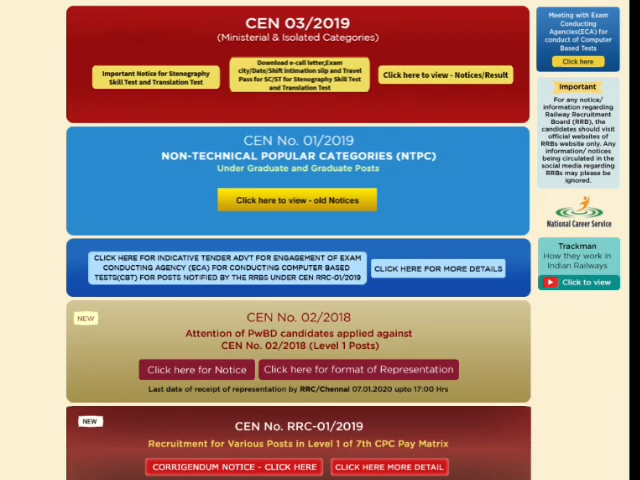 CEN 03/2019
(Ministerial & Isolated Categories)
Important Notice for Stenography
Skill Test and Translation Test
Download e-call letter,Exam
city/Date/Shift intimation slip and Travel
Pass for SC/ST for Stenography Skill Test
and Translation Test
Click here to view - Notices/Result
CEN No. 01/2019
NON-TECHNICAL POPULAR CATEGORIES (NTPC)
Under Graduate and Graduate Posts
Click here to view - old Notices
CLICK HERE FOR INDICATIVE TENDER ADVT FOR ENGAGEMENT OF EXAM
CONDUCTING AGENCY (ECA) FOR CONDUCTING COMPUTER BASED
TESTS(CBT) FOR POSTS NOTIFIED BY THE RRBS UNDER CEN RRC-01/2019
CLICK HERE FOR MORE DETAILS
NEW
CEN No. 02/2018
Attention of PwBD candidates applied against
CEN No. 02/2018 (Level 1 Posts)
Click here for Notice
Click here for format of Representation
Last date of receipt of representation by RRC/Chennai 07.01.2020 upto 17:00 Hrs
NEW
CEN No. RRC-01/2019
Recruitment for Various Posts in Level 1 of 7th CPC Pay Matrix
CORRIGENDUM NOTICE - CLICK HERE
CLICK HERE MORE DETAIL
Meeting with Exam
Conducting
Agencies(ECA) for
conduct of Computer
Based Tests
Click here
Important
For any notice/
information regarding
Railway Recruitment
Board (RRB), the
candidates should visit
official websites of
RRBs website only. Any
information/ notices
being circulated in the
social media regarding
RRBs may please be
ignored.
National Career Service
Trackman
How they work in
Indian Railways
Click to view